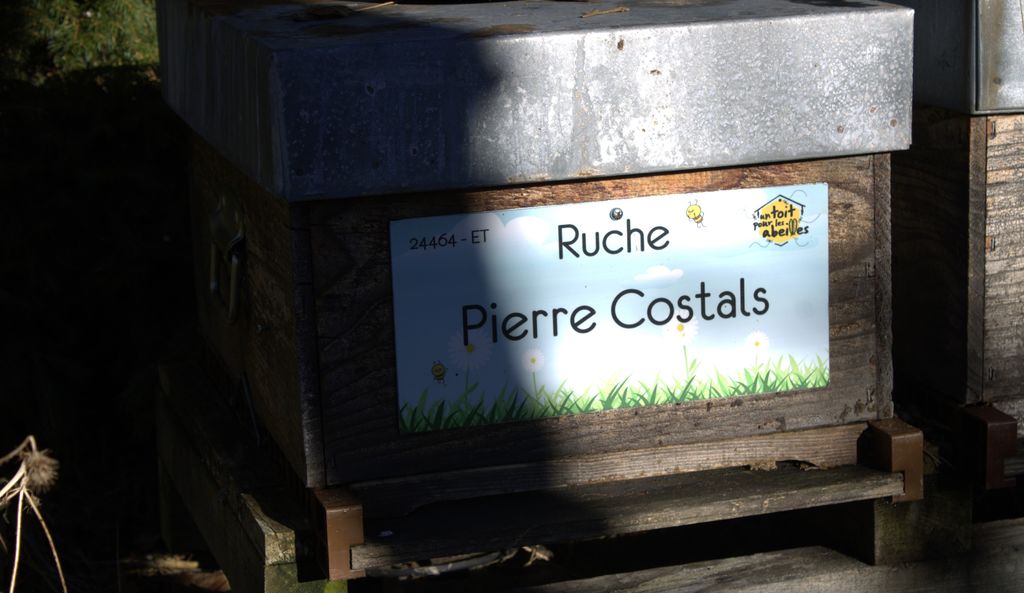 24464 - ET
Ruche
un toit
pour les
abeilles
Pierre Costals